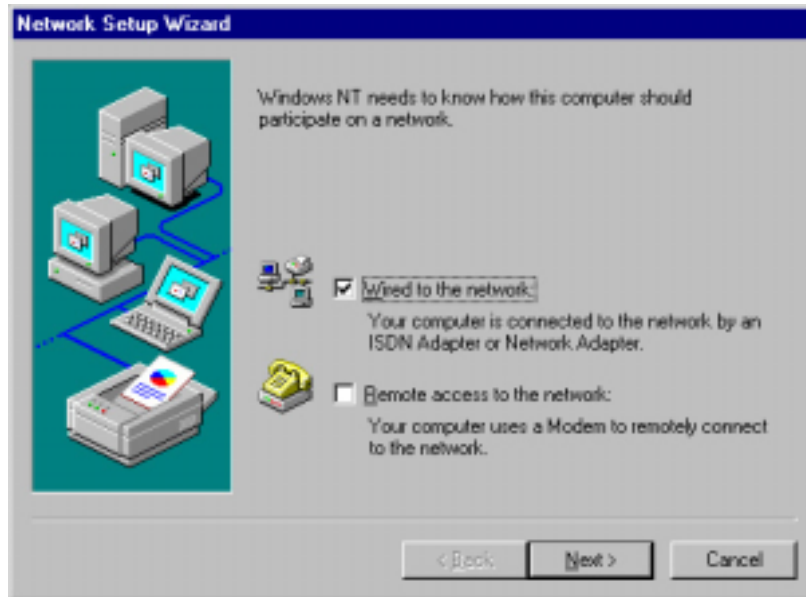 Network Setup Wizard
Windows NT needs to know how this computer should
participate on a network.
Wired to the network:
Your computer is connected to the network by an
ISDN Adapter or Network Adapter.
Remote access to the network:
Your computer uses a Modem to remotely connect
to the network.
< Back
Next >
Cancel